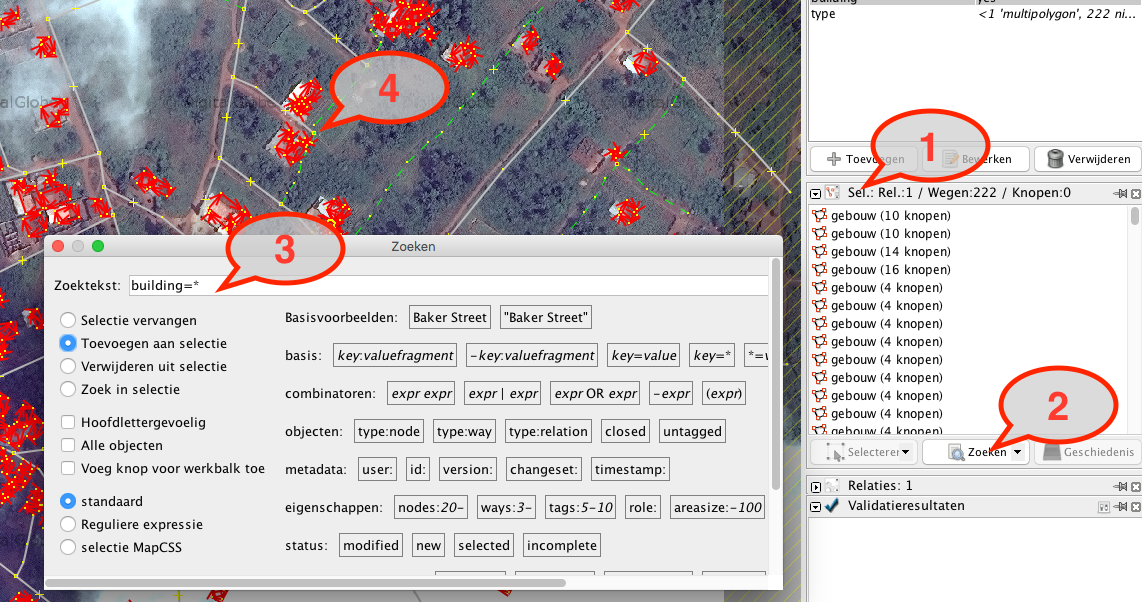 building yes
type <1 'multipolygon', 222 ni...
4
DigitalGlobe
1
Toevoegen Bewerken Verwijderen
Sel.: Rel.:1 / Wegen:222 / Knopen:0
gebouw (10 knopen)
gebouw (10 knopen)
gebouw (14 knopen)
gebouw (16 knopen)
gebouw (4 knopen)
gebouw (4 knopen)
gebouw (4 knopen)
gebouw (4 knopen)
gebouw (4 knopen)
gebouw (4 knopen)
gebouw (4 knopen)
gebouw (4 knopen)
gebouw (4 knopen)
2
Selecteren Zoeken Geschiedenis
Relaties: 1
Validatieresultaten
3
Zoeken
Zoektekst: building=*
Selectie vervangen
Toevoegen aan selectie
Verwijderen uit selectie
Zoek in selectie
Hoofdlettergevoelig
Alle objecten
Voeg knop voor werkbalk toe
standaard
Reguliere expressie
selectie MapCSS
Basisvoorbeelden: Baker Street "Baker Street"
basis: key:valuefragment -key:valuefragment key=value key=*
combinatoren: expr expr expr | expr expr OR expr -expr (expr)
objecten: type:node type:way type:relation closed untagged
metadata: user: id: version: changeset: timestamp:
eigenschappen: nodes:20- ways:3- tags:5-10 role: areasize:-100
status: modified new selected incomplete